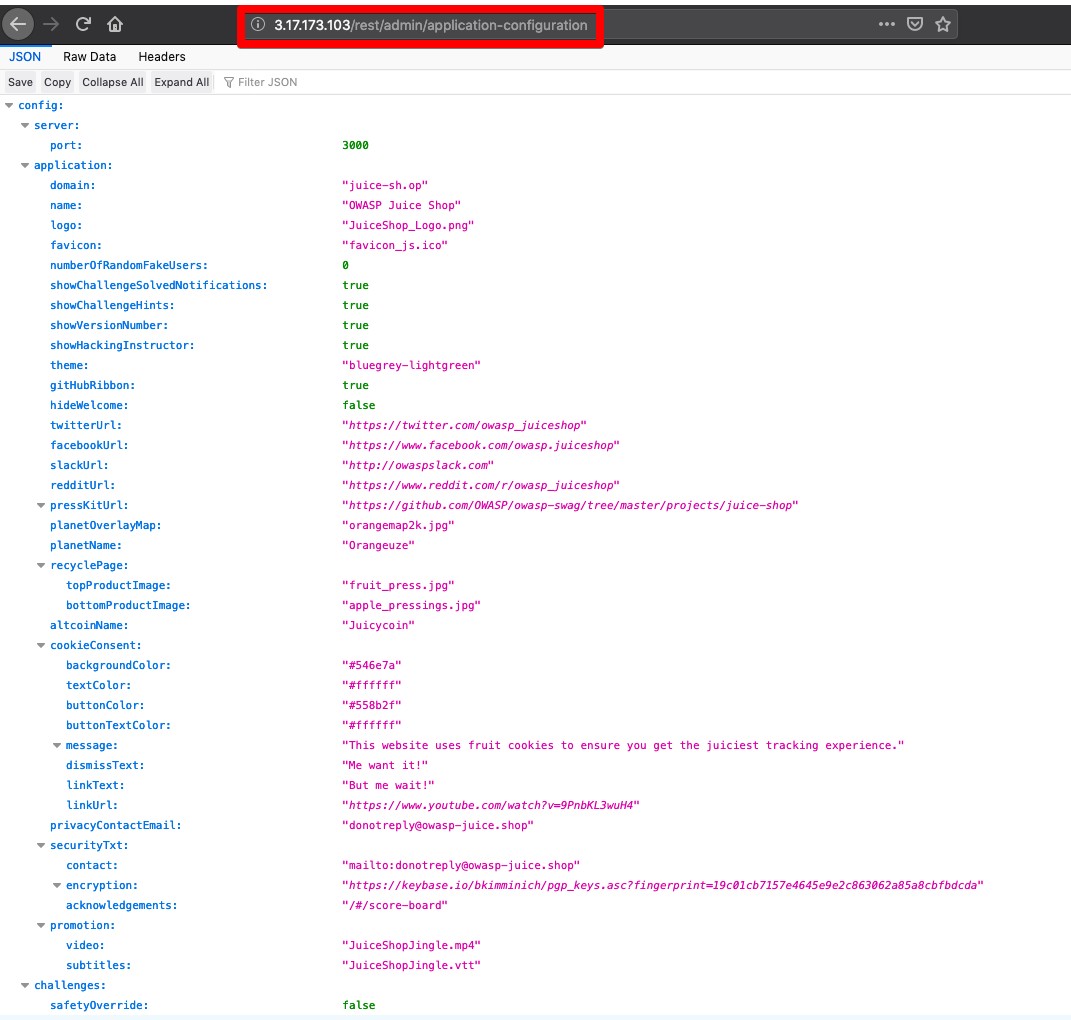 3.17.173.103/rest/admin/application-configuration
JSON Raw Data Headers
Save Copy Collapse All Expand All Filter JSON
config:
server:
port: 3000
application:
domain: "juice-sh.op"
name: "OWASP Juice Shop"
logo: "JuiceShop_Logo.png"
favicon: "favicon_js.ico"
numberOfRandomFakeUsers: 0
showChallengeSolvedNotifications: true
showChallengeHints: true
showVersionNumber: true
showHackingInstructor: true
theme: "bluegrey-lightgreen"
gitHubRibbon: true
hideWelcome: false
twitterUrl: "https://twitter.com/owasp_juiceshop"
facebookUrl: "https://www.facebook.com/owasp.juiceshop"
slackUrl: "http://owaspslack.com"
redditUrl: "https://www.reddit.com/r/owasp_juiceshop"
pressKitUrl: "https://github.com/OWASP/owasp-swag/tree/master/projects/juice-shop"
planetOverlayMap: "orangemap2k.jpg"
planetName: "Orangeuze"
recyclePage:
topProductImage: "fruit_press.jpg"
bottomProductImage: "apple_pressings.jpg"
altcoinName: "Juicycoin"
cookieConsent:
backgroundColor: "#546e7a"
textColor: "#ffffff"
buttonColor: "#558b2f"
buttonTextColor: "#ffffff"
message: "This website uses fruit cookies to ensure you get the juiciest tracking experience."
dismissText: "Me want it!"
linkText: "But me wait!"
linkUrl: "https://www.youtube.com/watch?v=9PnbKL3wuH4"
privacyContactEmail: "donotreply@owasp-juice.shop"
securityTxt:
contact: "mailto:donotreply@owasp-juice.shop"
encryption: "https://keybase.io/bkimminich/pgp_keys.asc?fingerprint=19c01cb7157e4645e9e2c863062a85a8cbfbdcda"
acknowledgements: "/#/score-board"
promotion:
video: "JuiceShopJingle.mp4"
subtitles: "JuiceShopJingle.vtt"
challenges:
safetyOverride: false